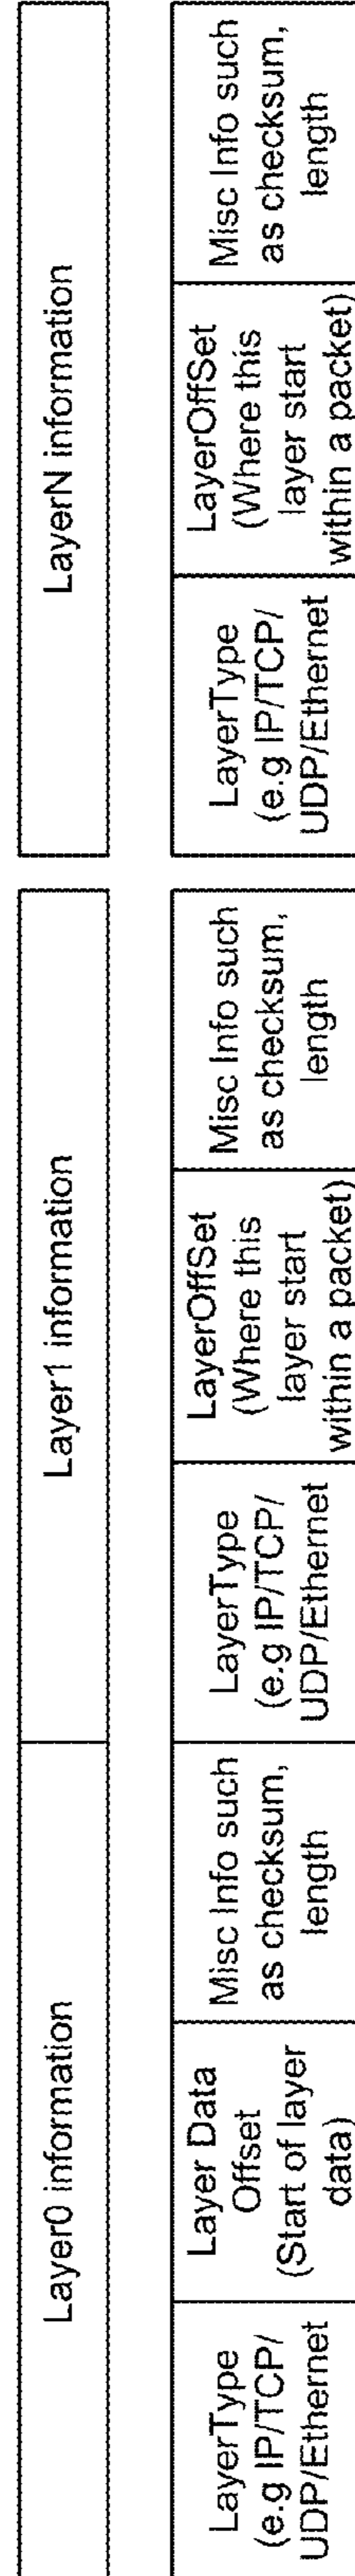 Layer0 information
Layer1 information
LayerN information
LayerType
(e.g IP/TCP/
UDP/Ethernet
Layer Data
Offset
(Start of layer
data)
Misc Info such
as checksum,
length
LayerType
(e.g IP/TCP/
UDP/Ethernet
LayerOffSet
(Where this
layer start
within a packet)
Misc Info such
as checksum,
length
LayerType
(e.g IP/TCP/
UDP/Ethernet
LayerOffSet
(Where this
layer start
within a packet)
Misc Info such
as checksum,
length